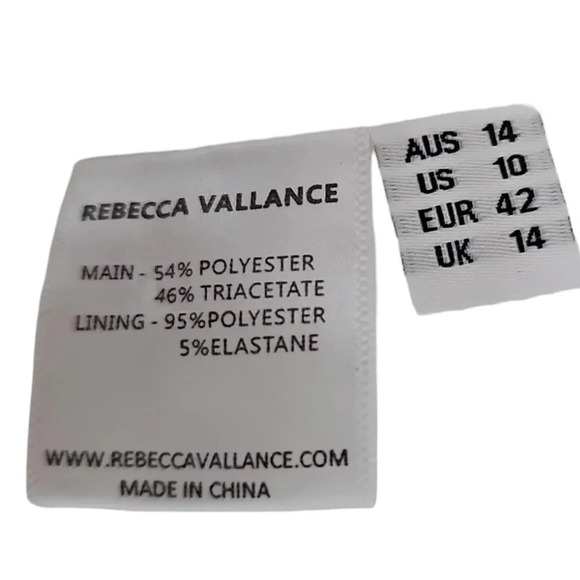 REBECCA VALLANCE
MAIN - 54% POLYESTER
46% TRIACETATE
LINING - 95%POLYESTER
5%ELASTANE
WWW.REBECCAVALLANCE.COM
MADE IN CHINA
AUS 14
US 10
EUR 42
UK 14